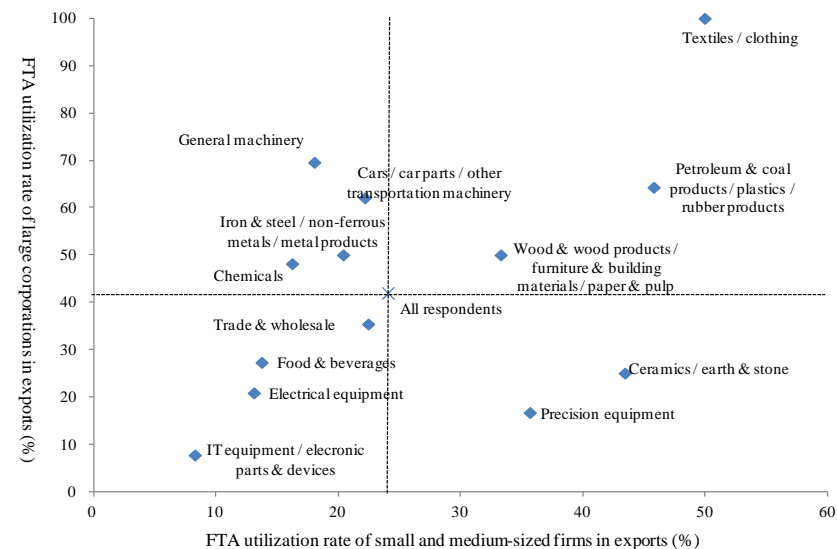 FTA utilization rate of large corporations in exports (%)
100
90
80
70
60
50
40
30
20
10
0
Textiles / clothing
General machinery
Cars / car parts / other
transportation machinery
Petroleum & coal
products / plastics /
rubber products
Iron & steel / non-ferrous
metals / metal products
Chemicals
Wood & wood products /
furniture & building
materials / paper & pulp
All respondents
Trade & wholesale
Food & beverages
Electrical equipment
Ceramics / earth & stone
Precision equipment
IT equipment / elecronic
parts & devices
0
10
20
30
40
50
60
FTA utilization rate of small and medium-sized firms in exports (%)